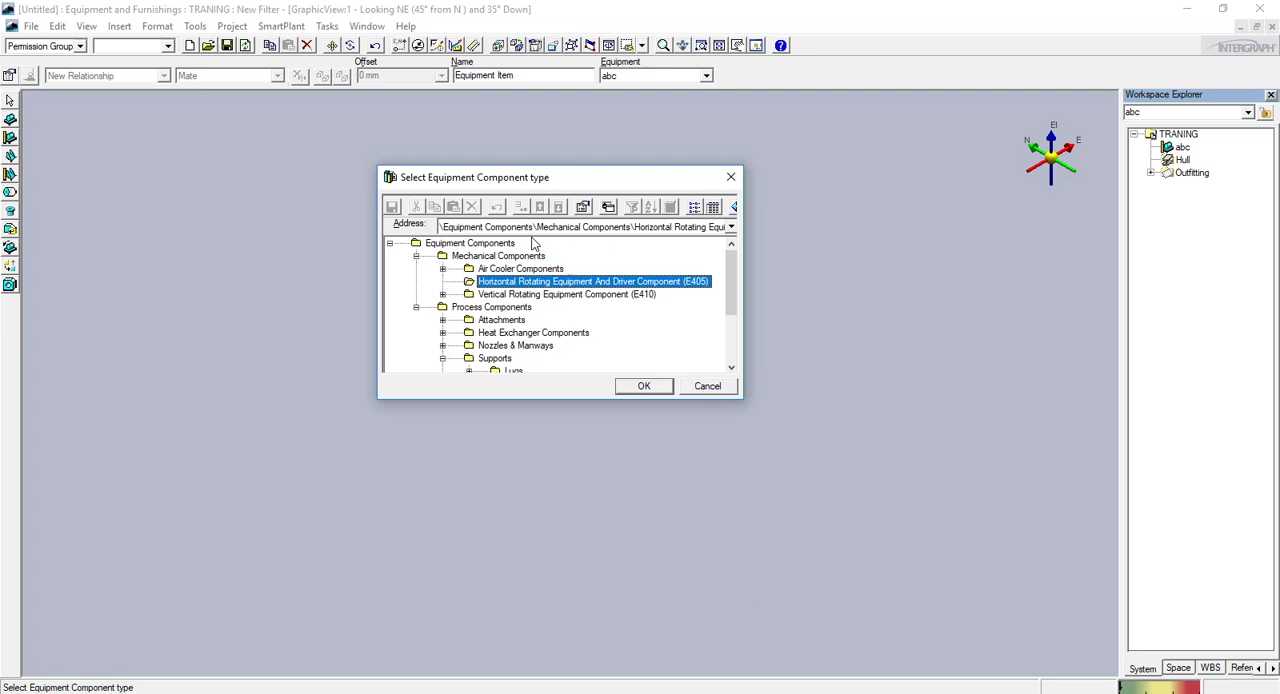 [Untitled] : Equipment and Furnishings : TRANING : New Filter - [GraphicView:1 - Looking NE (45° from N ) and 35° Down]
File Edit View Insert Format Tools Project SmartPlant Tasks Window Help
Permission Group
INTERGRAPH
Offset Name Equipment
New Relationship Mate 0 mm Equipment Item abc
Workspace Explorer
abc
TRANING
abc
Hull
Outfitting
El
N E
Select Equipment Component type
Address: \Equipment Components\Mechanical Components\Horizontal Rotating Equi
Equipment Components
Mechanical Components
Air Cooler Components
Horizontal Rotating Equipment And Driver Component (E405)
Vertical Rotating Equipment Component (E410)
Process Components
Attachments
Heat Exchanger Components
Nozzles & Manways
Supports
Lugs
OK Cancel
System Space WBS Refer
Select Equipment Component type